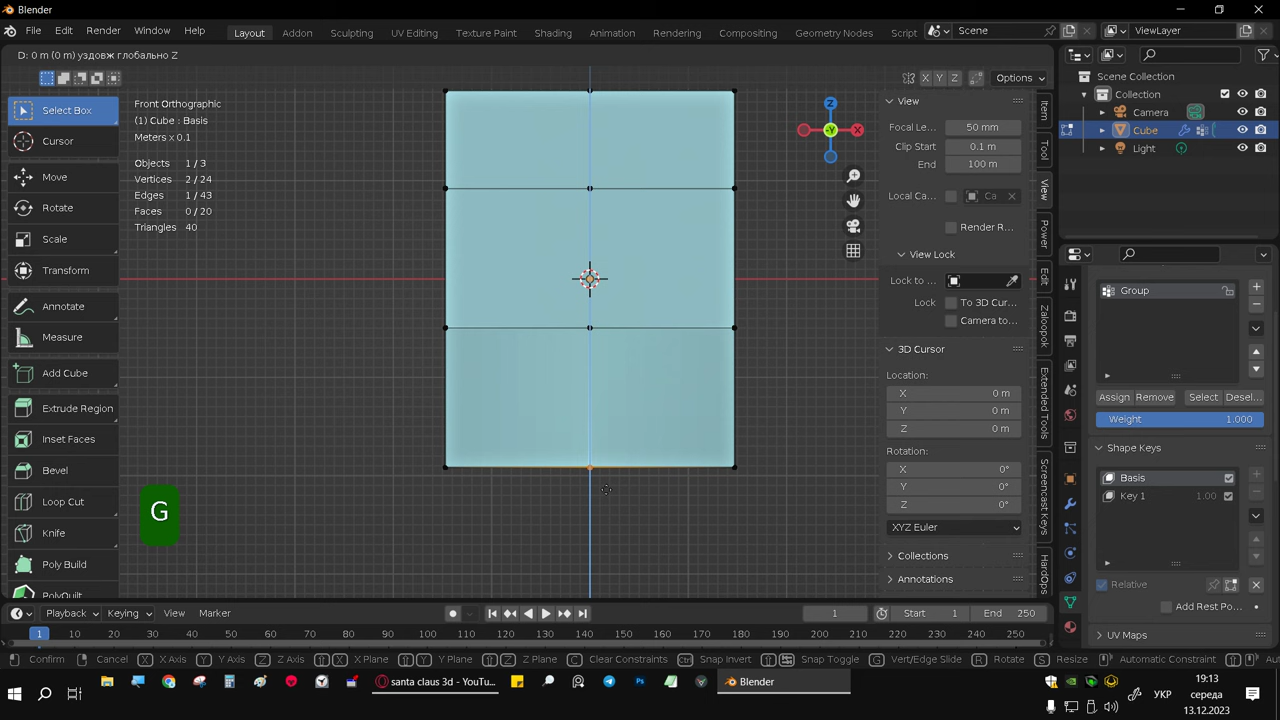 Blender
File Edit Render Window Help Layout Addon Sculpting UV Editing Texture Paint Shading Animation Rendering Compositing Geometry Nodes Script Scene ViewLayer
D: 0 m (0 m) уздовж глобально Z
X Y Z Options
Select Box
Cursor
Move
Rotate
Scale
Transform
Annotate
Measure
Add Cube
Extrude Region
Inset Faces
Bevel
Loop Cut
Knife
Poly Build
PolyQuilt
Front Orthographic
(1) Cube : Basis
Meters x 0.1
Objects 1 / 3
Vertices 2 / 24
Edges 1 / 43
Faces 0 / 20
Triangles 40
G
Z
-Y
X
View
Focal Le... 50 mm
Clip Start 0.1 m
End 100 m
Local Ca... Ca
Render R...
View Lock
Lock to ...
Lock To 3D Cur...
Camera to...
3D Cursor
Location:
X 0 m
Y 0 m
Z 0 m
Rotation:
X 0°
Y 0°
Z 0°
XYZ Euler
Collections
Annotations
Item
Tool
View
Power
Edit
Zaloopok
Extended Tools
Screencast Keys
HardOps
Scene Collection
Collection
Camera
Cube
Light
Group
Assign Remove Select Desel...
Weight 1.000
Shape Keys
Basis
Key 1 1.00
Relative
Add Rest Po...
UV Maps
Playback Keying View Marker 1 Start 1 End 250
1 10 20 30 40 50 60 70 80 90 100 110 120 130 140 150 160 170 180 190 200 210 220 230 240 250
Confirm Cancel X X Axis Y Y Axis Z Z Axis X X Plane Y Y Plane Z Z Plane C Clear Constraints Ctrl Snap Invert Snap Toggle G Vert/Edge Slide R Rotate S Resize Automatic Constraint Au
santa claus 3d - YouTu... Blender УКР 19:13
середа
13.12.2023